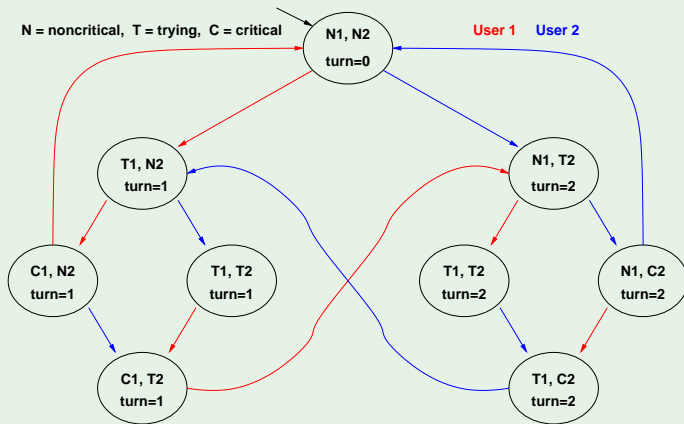 N = noncritical, T = trying, C = critical
User 1 User 2
N1, N2
turn=0
T1, N2
turn=1
N1, T2
turn=2
C1, N2
turn=1
T1, T2
turn=1
T1, T2
turn=2
N1, C2
turn=2
C1, T2
turn=1
T1, C2
turn=2